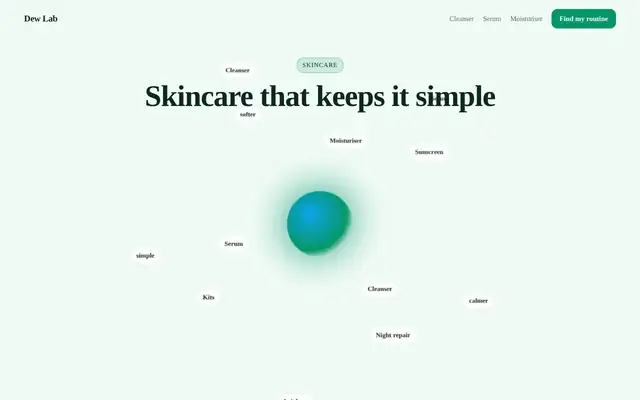 Dew Lab
Cleanser Serum Moisturiser Find my routine
SKINCARE
Cleanser
Skincare that keeps it simple
softer
Moisturiser
Sunscreen
Serum
simple
Cleanser
Kits
calmer
Night repair